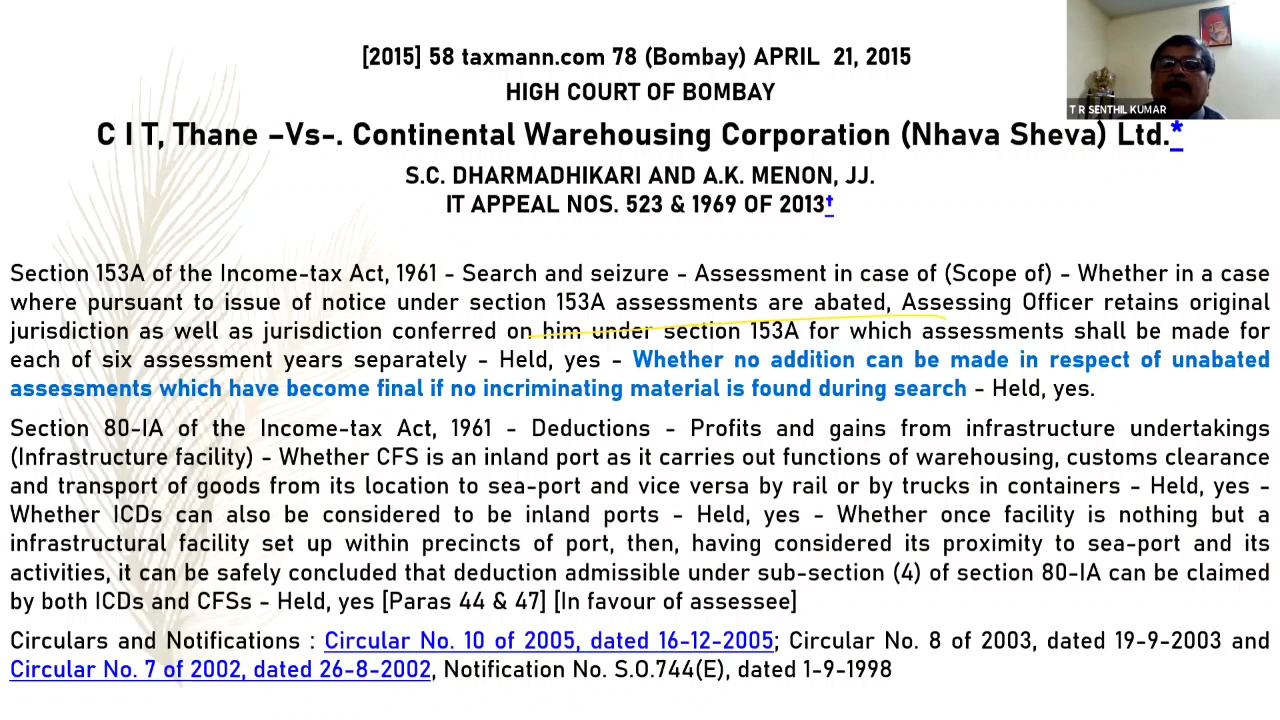 [2015] 58 taxmann.com 78 (Bombay) APRIL 21, 2015
HIGH COURT OF BOMBAY
T R SENTHIL KUMAR
C I T, Thane –Vs-. Continental Warehousing Corporation (Nhava Sheva) Ltd.*
S.C. DHARMADHIKARI AND A.K. MENON, JJ.
IT APPEAL NOS. 523 & 1969 OF 2013†
Section 153A of the Income-tax Act, 1961 - Search and seizure - Assessment in case of (Scope of) - Whether in a case
where pursuant to issue of notice under section 153A assessments are abated, Assessing Officer retains original
jurisdiction as well as jurisdiction conferred on him under section 153A for which assessments shall be made for
each of six assessment years separately - Held, yes - Whether no addition can be made in respect of unabated
assessments which have become final if no incriminating material is found during search - Held, yes.
Section 80-IA of the Income-tax Act, 1961 - Deductions - Profits and gains from infrastructure undertakings
(Infrastructure facility) - Whether CFS is an inland port as it carries out functions of warehousing, customs clearance
and transport of goods from its location to sea-port and vice versa by rail or by trucks in containers - Held, yes -
Whether ICDs can also be considered to be inland ports - Held, yes - Whether once facility is nothing but a
infrastructural facility set up within precincts of port, then, having considered its proximity to sea-port and its
activities, it can be safely concluded that deduction admissible under sub-section (4) of section 80-IA can be claimed
by both ICDs and CFSs - Held, yes [Paras 44 & 47] [In favour of assessee]
Circulars and Notifications : Circular No. 10 of 2005, dated 16-12-2005; Circular No. 8 of 2003, dated 19-9-2003 and
Circular No. 7 of 2002, dated 26-8-2002, Notification No. S.O.744(E), dated 1-9-1998